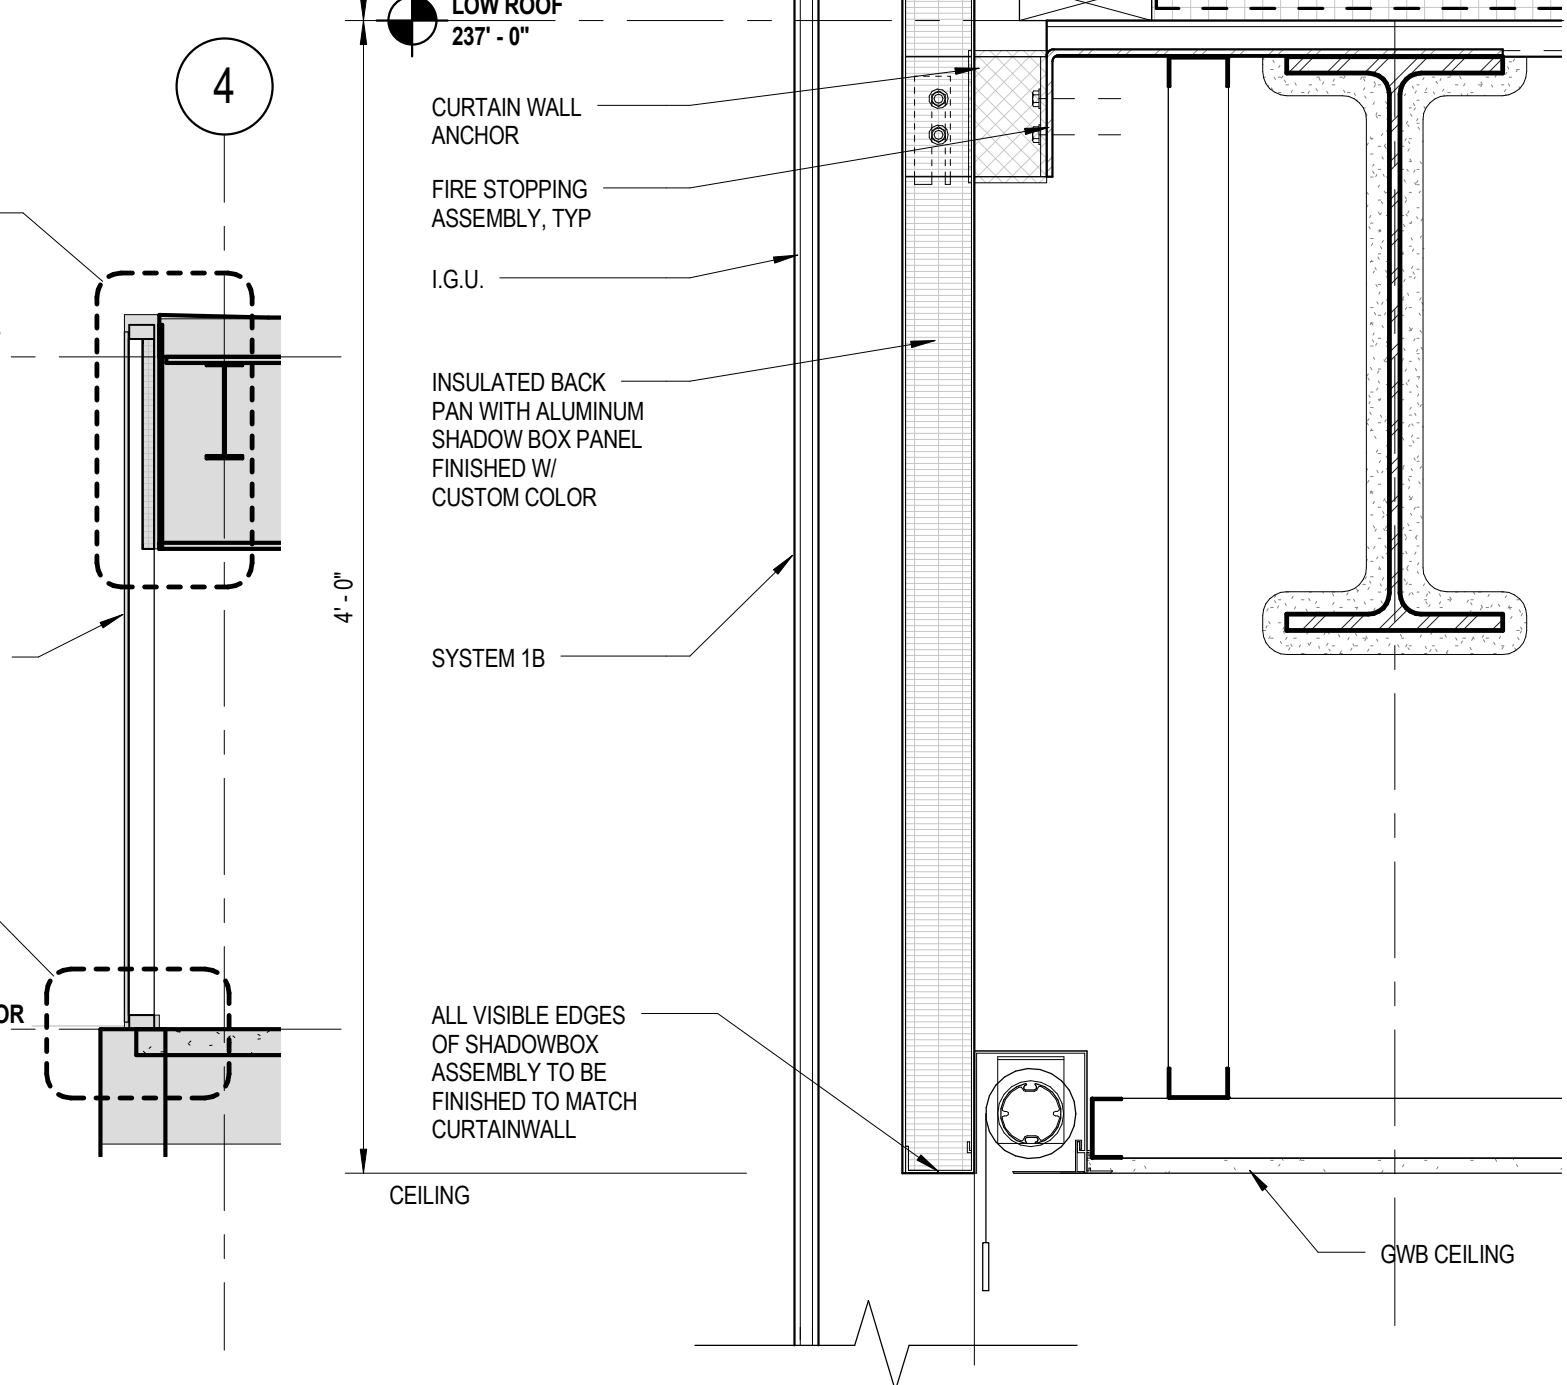 LOW ROOF
237' - 0"
4
CURTAIN WALL
ANCHOR
FIRE STOPPING
ASSEMBLY, TYP
I.G.U.
INSULATED BACK
PAN WITH ALUMINUM
SHADOW BOX PANEL
FINISHED W/
CUSTOM COLOR
4' - 0"
SYSTEM 1B
OR
ALL VISIBLE EDGES
OF SHADOWBOX
ASSEMBLY TO BE
FINISHED TO MATCH
CURTAINWALL
CEILING
GWB CEILING